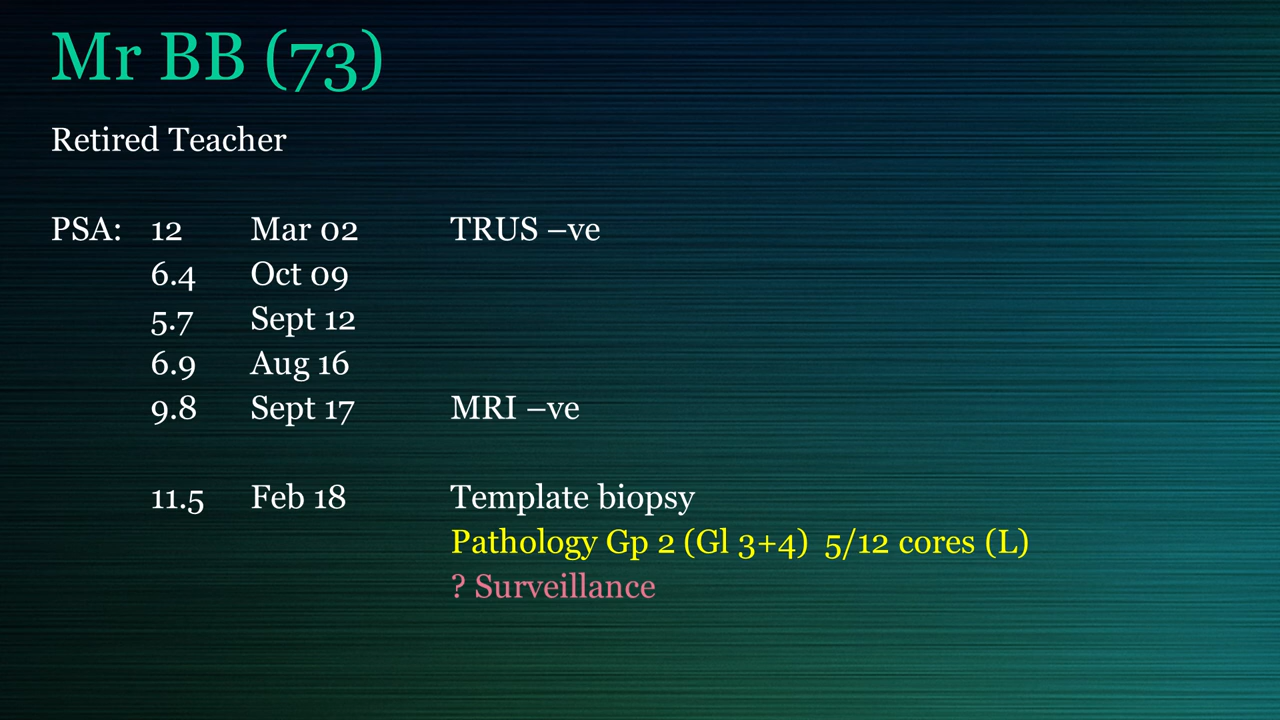 Mr BB (73)
Retired Teacher
PSA: 12 Mar 02 TRUS –ve
6.4 Oct 09
5.7 Sept 12
6.9 Aug 16
9.8 Sept 17 MRI –ve
11.5 Feb 18 Template biopsy
Pathology Gp 2 (Gl 3+4) 5/12 cores (L)
? Surveillance